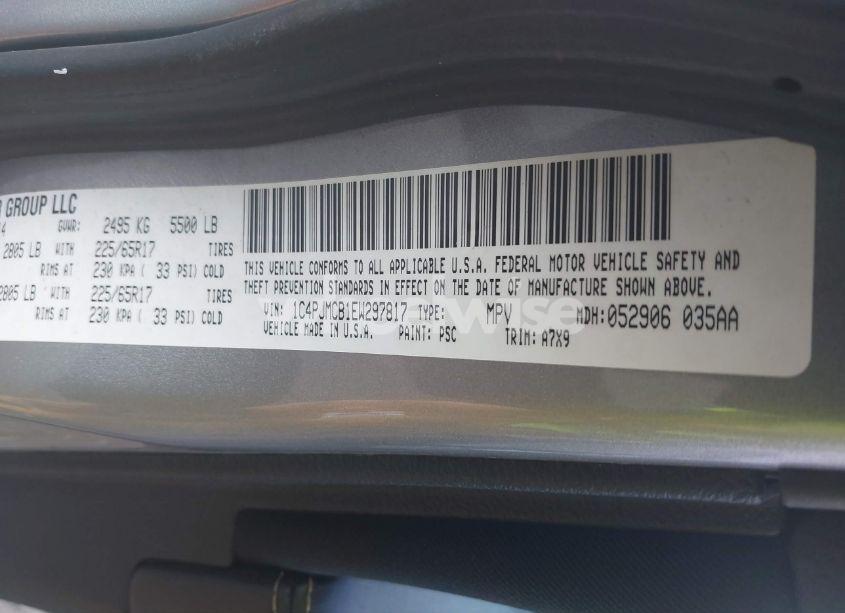 R GROUP LLC
4 GVWR: 2495 KG 5500 LB
2805 LB WITH 225/65R17 TIRES
RIMS AT 230 KPA ( 33 PSI) COLD
2805 LB WITH 225/65R17 TIRES
RIMS AT 230 KPA ( 33 PSI) COLD
THIS VEHICLE CONFORMS TO ALL APPLICABLE U.S.A. FEDERAL MOTOR VEHICLE SAFETY AND
THEFT PREVENTION STANDARDS IN EFFECT ON THE DATE OF MANUFACTURE SHOWN ABOVE.
VIN: 1C4PJMCB1EW297817 TYPE: MPV MDH: 052906 035AA
VEHICLE MADE IN U.S.A. PAINT: PSC TRIM: A7X9